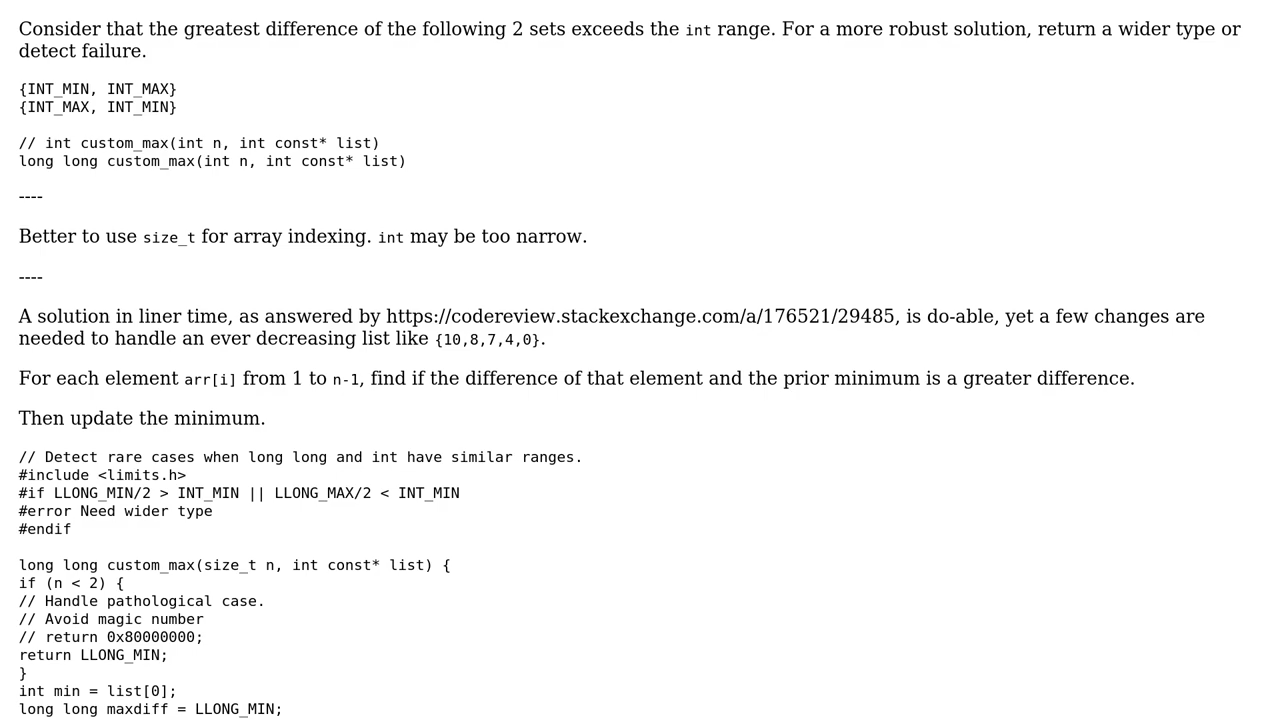 Consider that the greatest difference of the following 2 sets exceeds the int range. For a more robust solution, return a wider type or
detect failure.
{INT_MIN, INT_MAX}
{INT_MAX, INT_MIN}
// int custom_max(int n, int const* list)
long long custom_max(int n, int const* list)
----
Better to use size_t for array indexing. int may be too narrow.
----
A solution in liner time, as answered by https://codereview.stackexchange.com/a/176521/29485, is do-able, yet a few changes are
needed to handle an ever decreasing list like {10,8,7,4,0}.
For each element arr[i] from 1 to n-1, find if the difference of that element and the prior minimum is a greater difference.
Then update the minimum.
// Detect rare cases when long long and int have similar ranges.
#include <limits.h>
#if LLONG_MIN/2 > INT_MIN || LLONG_MAX/2 < INT_MIN
#error Need wider type
#endif
long long custom_max(size_t n, int const* list) {
if (n < 2) {
// Handle pathological case.
// Avoid magic number
// return 0x80000000;
return LLONG_MIN;
}
int min = list[0];
long long maxdiff = LLONG_MIN;